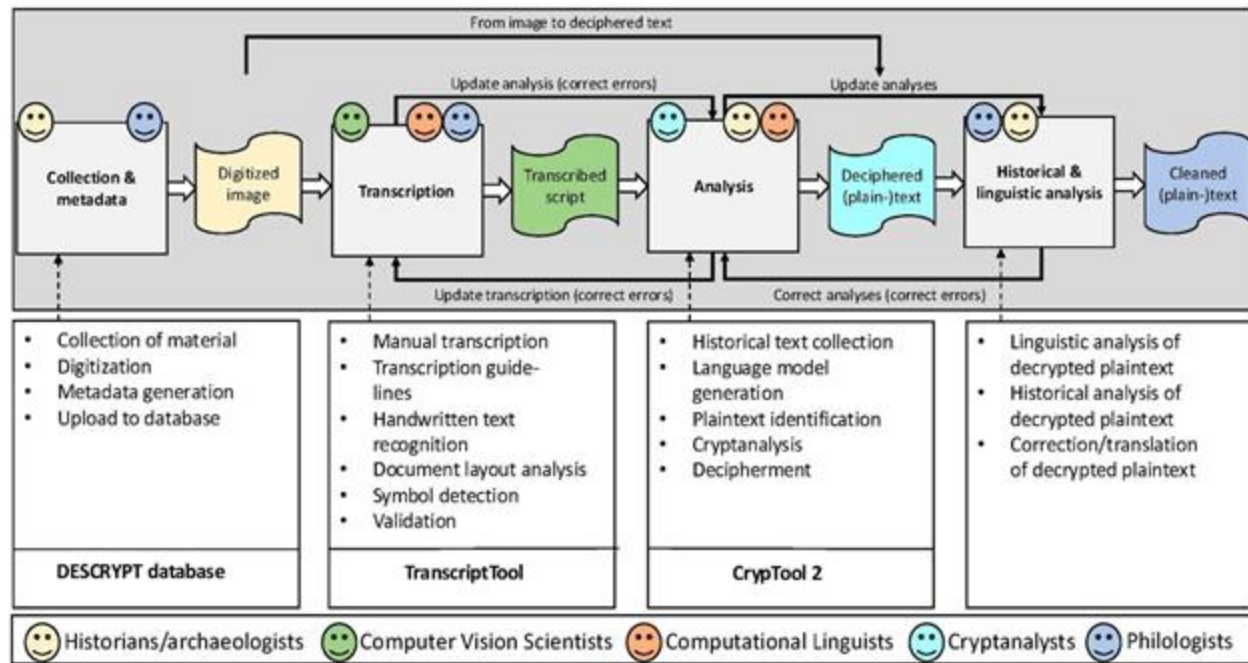 From image to deciphered text
Update analysis (correct errors)
Update analyses
Collection &
metadata
Digitized
image
Transcription
Transcribed
script
Analysis
Deciphered
(plain-)text
Historical &
linguistic analysis
Cleaned
(plain-)text
Update transcription (correct errors)
Correct analyses (correct errors)
• Collection of material
• Digitization
• Metadata generation
• Upload to database
DESCRYPT database
• Manual transcription
• Transcription guide-
lines
• Handwritten text
recognition
• Document layout analysis
• Symbol detection
• Validation
TranscriptTool
• Historical text collection
• Language model
generation
• Plaintext identification
• Cryptanalysis
• Decipherment
CrypTool 2
• Linguistic analysis of
decrypted plaintext
• Historical analysis of
decrypted plaintext
• Correction/translation
of decrypted plaintext
Historians/archaeologists
Computer Vision Scientists
Computational Linguists
Cryptanalysts
Philologists